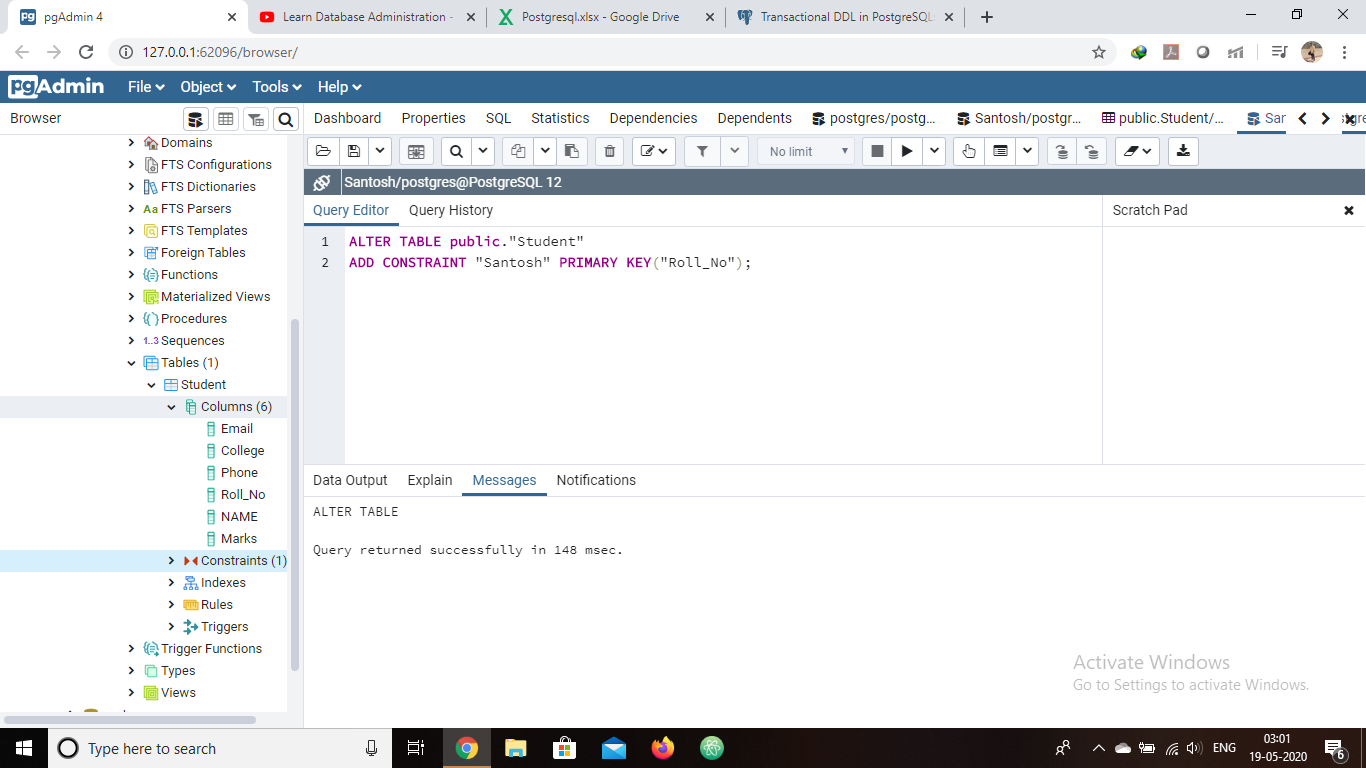 pgAdmin 4
Learn Database Administration -
Postgresql.xlsx - Google Drive
Transactional DDL in PostgreSQL
127.0.0.1:62096/browser/
pgAdmin File Object Tools Help
Browser
Dashboard Properties SQL Statistics Dependencies Dependents postgres/postg... Santosh/postgr... public.Student/... Sar
No limit
Santosh/postgres@PostgreSQL 12
Query Editor Query History
Scratch Pad
1 ALTER TABLE public."Student"
2 ADD CONSTRAINT "Santosh" PRIMARY KEY("Roll_No");
Domains
FTS Configurations
FTS Dictionaries
Aa FTS Parsers
FTS Templates
Foreign Tables
Functions
Materialized Views
Procedures
1..3 Sequences
Tables (1)
Student
Columns (6)
Email
College
Phone
Roll_No
NAME
Marks
Constraints (1)
Indexes
Rules
Triggers
Trigger Functions
Types
Views
Data Output Explain Messages Notifications
ALTER TABLE
Query returned successfully in 148 msec.
Activate Windows
Go to Settings to activate Windows.
Type here to search
ENG
03:01
19-05-2020
6